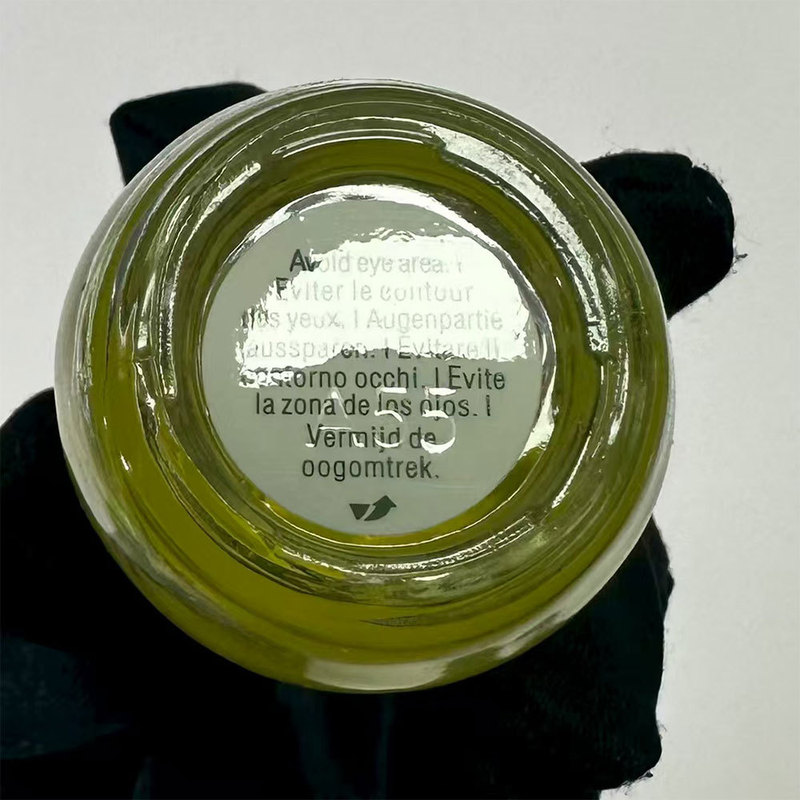 Avoid eye area. |
Eviter le contour
des yeux. | Augenpartie
aussparen. | Evitare il
contorno occhi. | Evite
la zona de los ojos. |
A55
Vermijd de
oogomtrek.